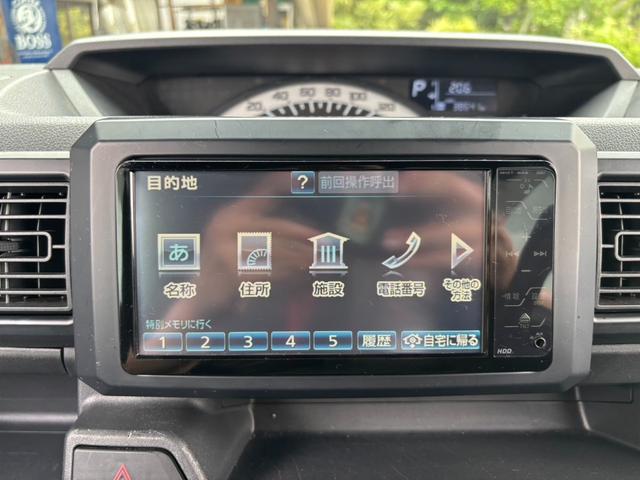 BOSS
P
20 40 60 80 100 120
目的地
?
前回操作呼出
あ
名称
住所
施設
電話番号
その他の
方法
特別メモリに行く
1 2 3 4 5 履歴 自宅に帰る
情報
HDD